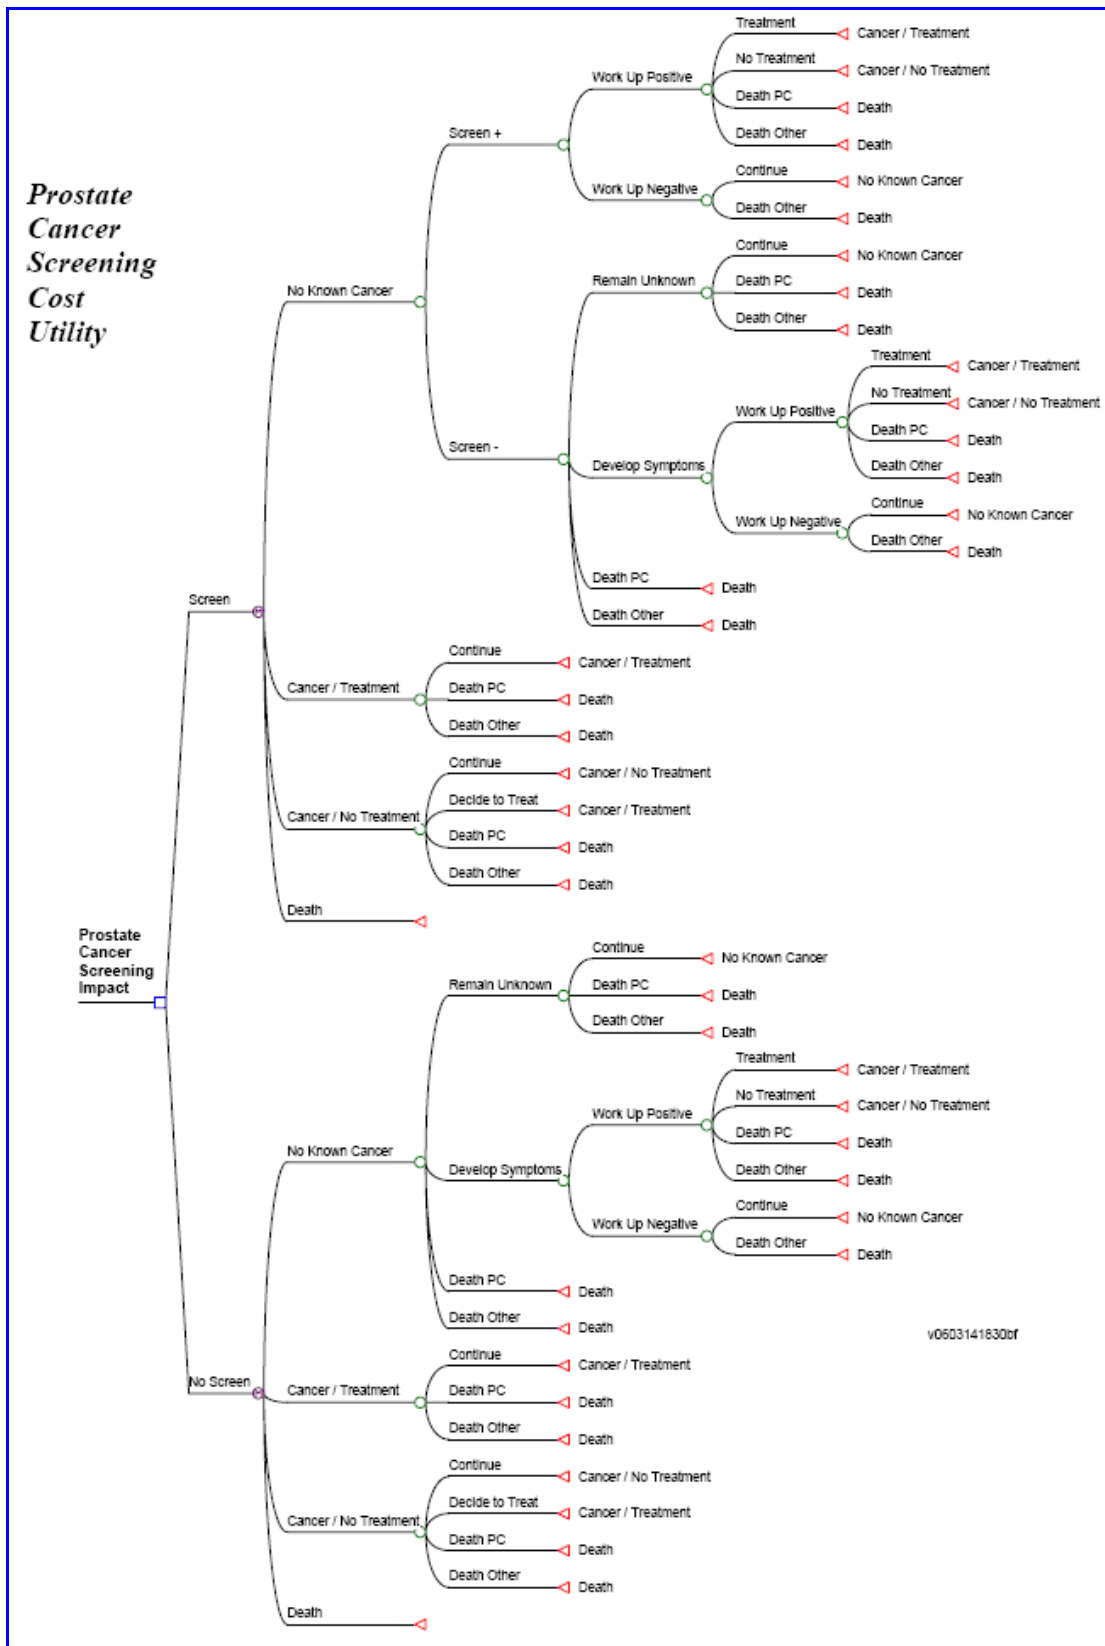 Prostate
Cancer
Screening
Cost
Utility
Treatment
Cancer / Treatment
No Treatment
Cancer / No Treatment
Work Up Positive
Death PC
Death
Death Other
Death
Screen +
Continue
No Known Cancer
Work Up Negative
Death Other
Death
Continue
No Known Cancer
Remain Unknown
Death PC
Death
No Known Cancer
Death Other
Death
Treatment
Cancer / Treatment
No Treatment
Cancer / No Treatment
Work Up Positive
Death PC
Death
Screen -
Develop Symptoms
Death Other
Death
Continue
No Known Cancer
Work Up Negative
Death Other
Death
Death PC
Death
Death Other
Death
Screen
Continue
Cancer / Treatment
Cancer / Treatment
Death PC
Death
Death Other
Death
Continue
Cancer / No Treatment
Decide to Treat
Cancer / Treatment
Cancer / No Treatment
Death PC
Death
Death Other
Death
Death
Prostate
Cancer
Screening
Impact
Continue
No Known Cancer
Remain Unknown
Death PC
Death
Death Other
Death
Treatment
Cancer / Treatment
No Treatment
Cancer / No Treatment
Work Up Positive
Death PC
Death
No Known Cancer
Develop Symptoms
Death Other
Death
Continue
No Known Cancer
Work Up Negative
Death Other
Death
Death PC
Death
Death Other
Death
v0603141830bf
No Screen
Continue
Cancer / Treatment
Cancer / Treatment
Death PC
Death
Death Other
Death
Continue
Cancer / No Treatment
Decide to Treat
Cancer / Treatment
Cancer / No Treatment
Death PC
Death
Death Other
Death
Death